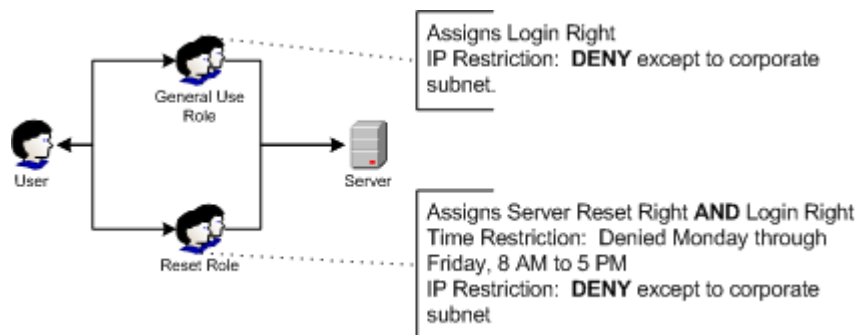 Assigns Login Right
IP Restriction:  DENY except to corporate
subnet.
General Use
Role
User
Server
Reset Role
Assigns Server Reset Right AND Login Right
Time Restriction:  Denied Monday through
Friday, 8 AM to 5 PM
IP Restriction:  DENY except to corporate
subnet